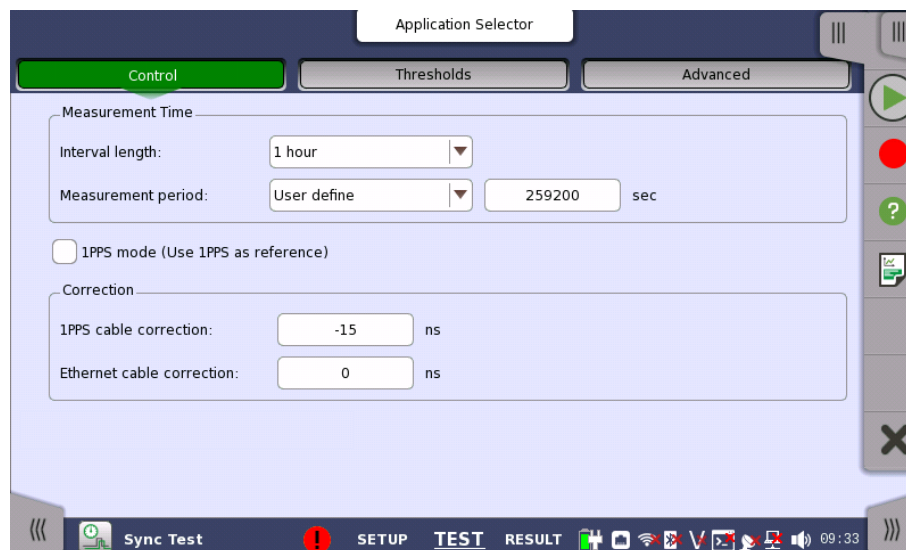 Application Selector
Control Thresholds Advanced
Measurement Time
Interval length: 1 hour
Measurement period: User define 259200 sec
1PPS mode (Use 1PPS as reference)
Correction
1PPS cable correction: -15 ns
Ethernet cable correction: 0 ns
Sync Test SETUP TEST RESULT 09:33